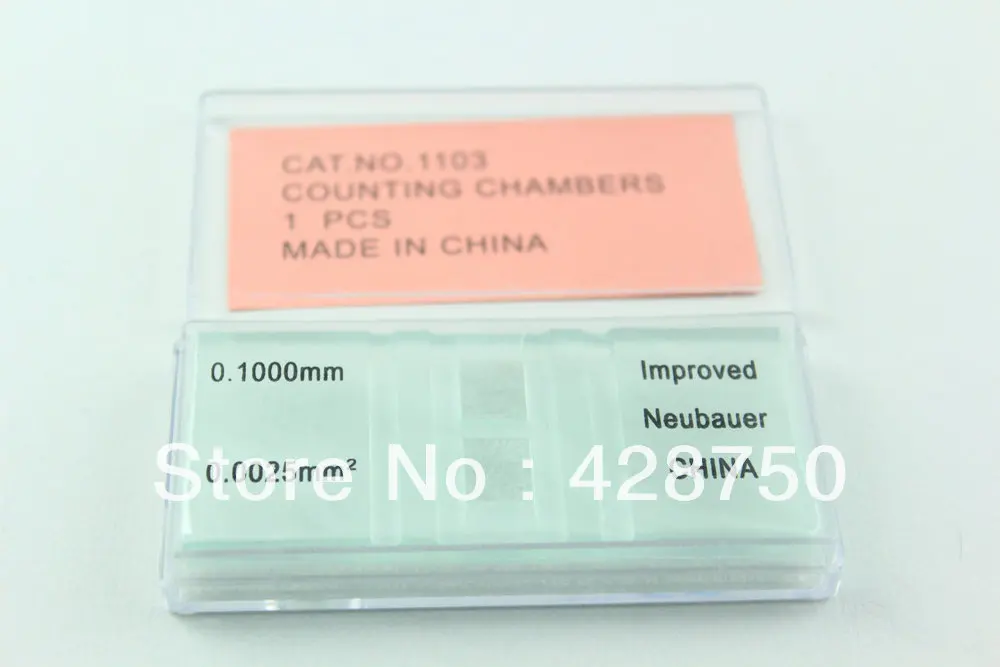 CAT NO.1103
COUNTING CHAMBERS
1 PCS
MADE IN CHINA
0.1000mm
Improved
Neubauer
0.0025mm²
CHINA
Store No : 428750